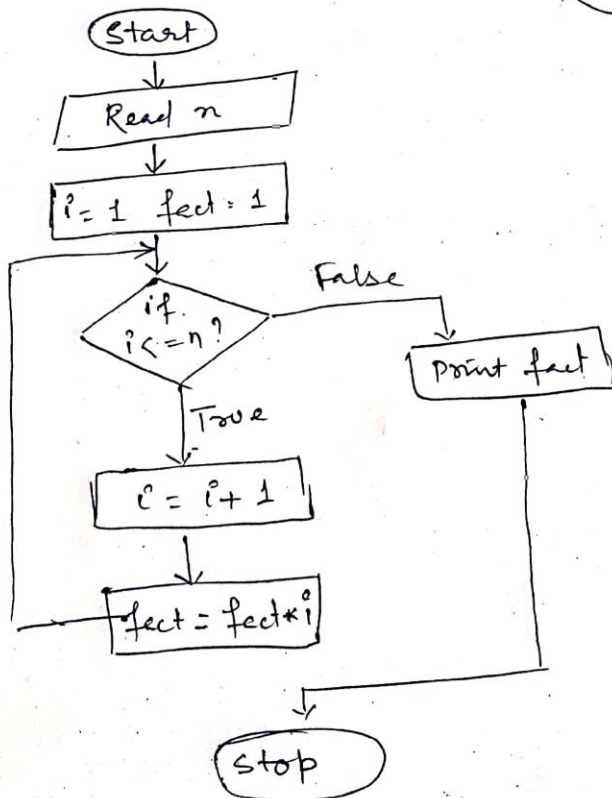 Start
Read n
i = 1 fect = 1
if
i <= n?
False
Print fact
True
i = i + 1
fect = fect * i
Stop